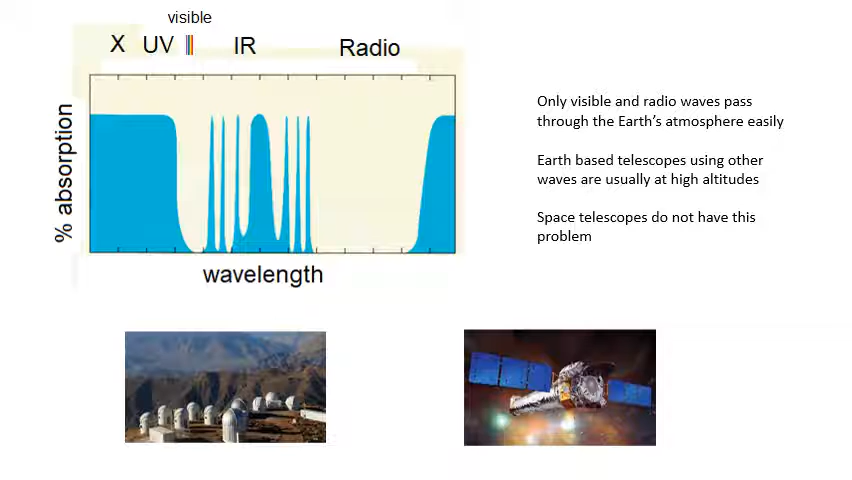 visible
X UV IR Radio
% absorption
wavelength
Only visible and radio waves pass
through the Earth’s atmosphere easily
Earth based telescopes using other
waves are usually at high altitudes
Space telescopes do not have this
problem